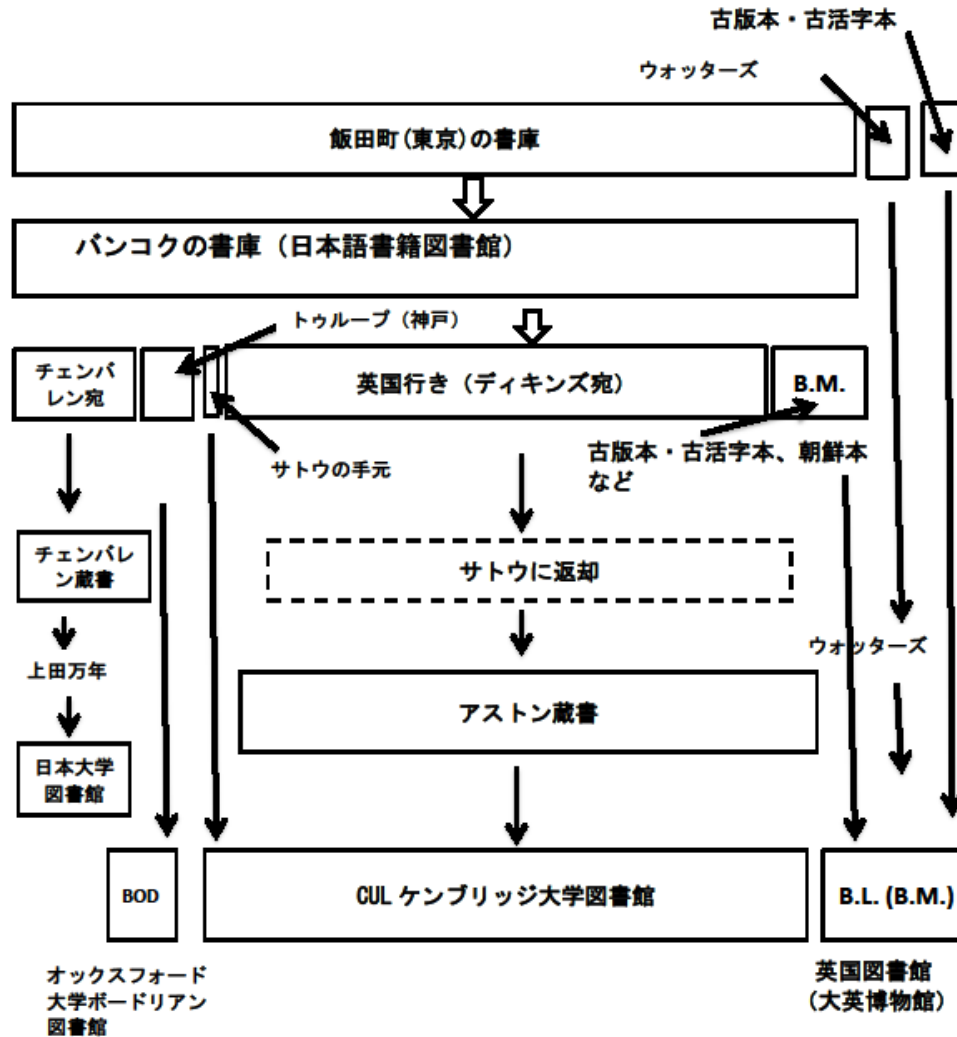 古版本・古活字本
ウォッターズ
飯田町(東京)の書庫
バンコクの書庫（日本語書籍図書館）
トゥループ（神戸）
チェンバ
レン宛
英国行き（ディキンズ宛）
B.M.
サトウの手元
古版本・古活字本、朝鮮本
など
チェンバレ
ン蔵書
サトウに返却
ウォッターズ
上田万年
アストン蔵書
日本大学
図書館
BOD
CUL ケンブリッジ大学図書館
B.L. (B.M.)
オックスフォード
大学ボードリアン
図書館
英国図書館
（大英博物館）